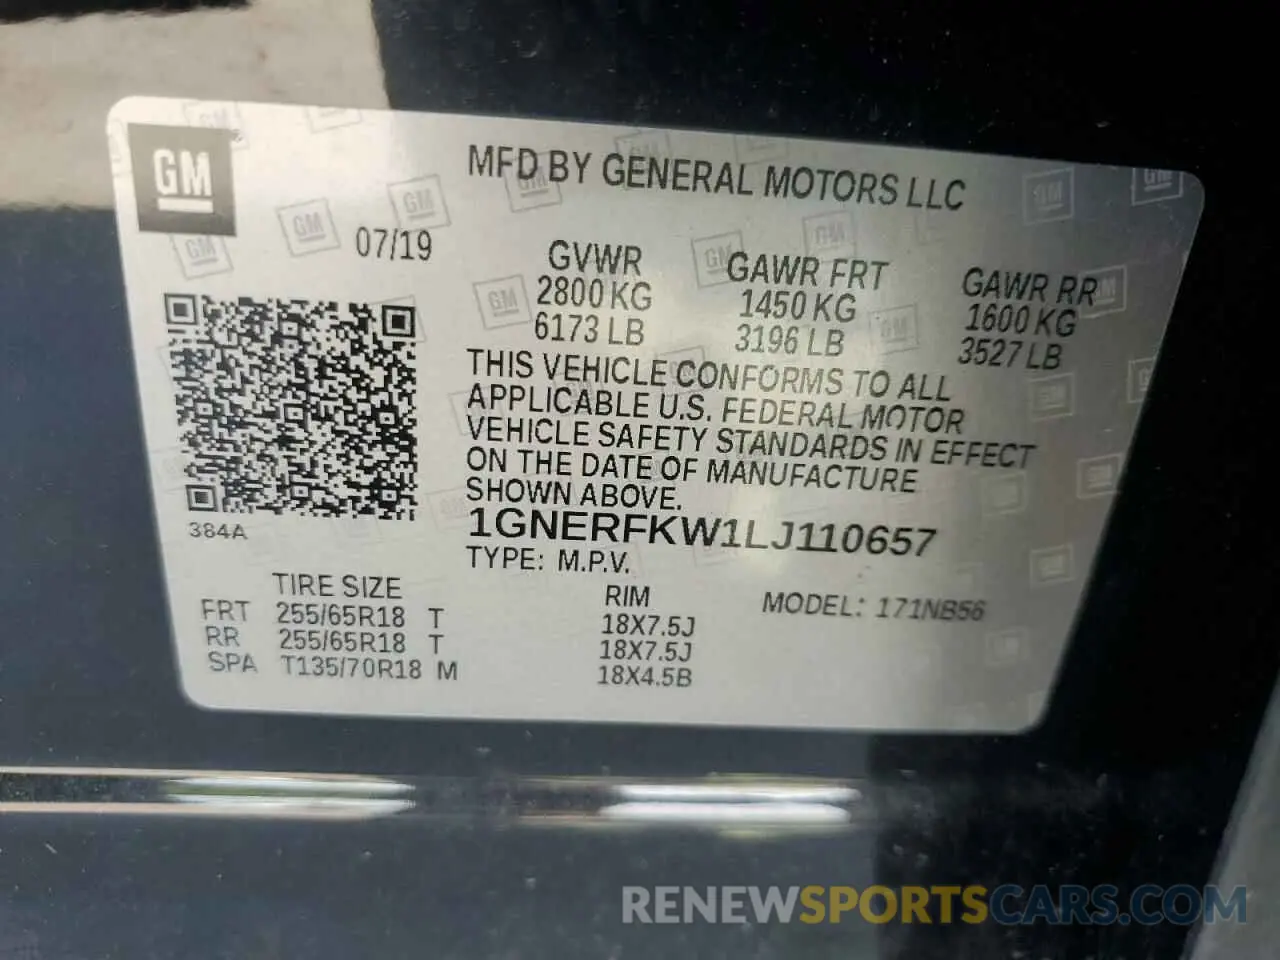 GM
MFD BY GENERAL MOTORS LLC
07/19
GVWR GAWR FRT GAWR RR
2800 KG 1450 KG 1600 KG
6173 LB 3196 LB 3527 LB
THIS VEHICLE CONFORMS TO ALL
APPLICABLE U.S. FEDERAL MOTOR
VEHICLE SAFETY STANDARDS IN EFFECT
ON THE DATE OF MANUFACTURE
SHOWN ABOVE.
384A
1GNERFKW1LJ110657
TYPE: M.P.V.
TIRE SIZE RIM MODEL: 171NB56
FRT 255/65R18 T 18X7.5J
RR 255/65R18 T 18X7.5J
SPA T135/70R18 M 18X4.5B
RENEWSPORTSCARS.COM